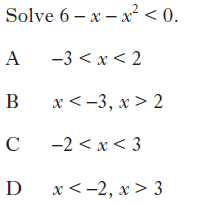 Solve 6 – x – x² < 0.
A –3 < x < 2
B x < –3, x > 2
C –2 < x < 3
D x < –2, x > 3